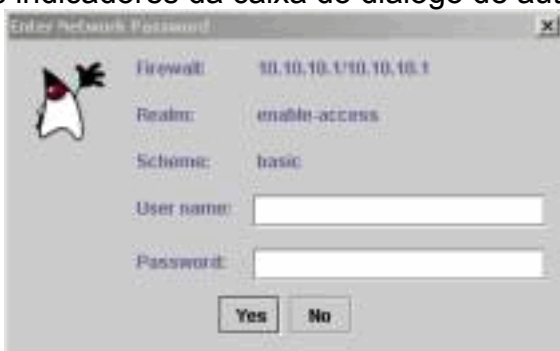 indicadores da caixa de diálogo de
Enter Network Password
Firewall: 10.10.10.1/10.10.10.1
Realm: enable-access
Scheme: basic
User name:
Password:
Yes No